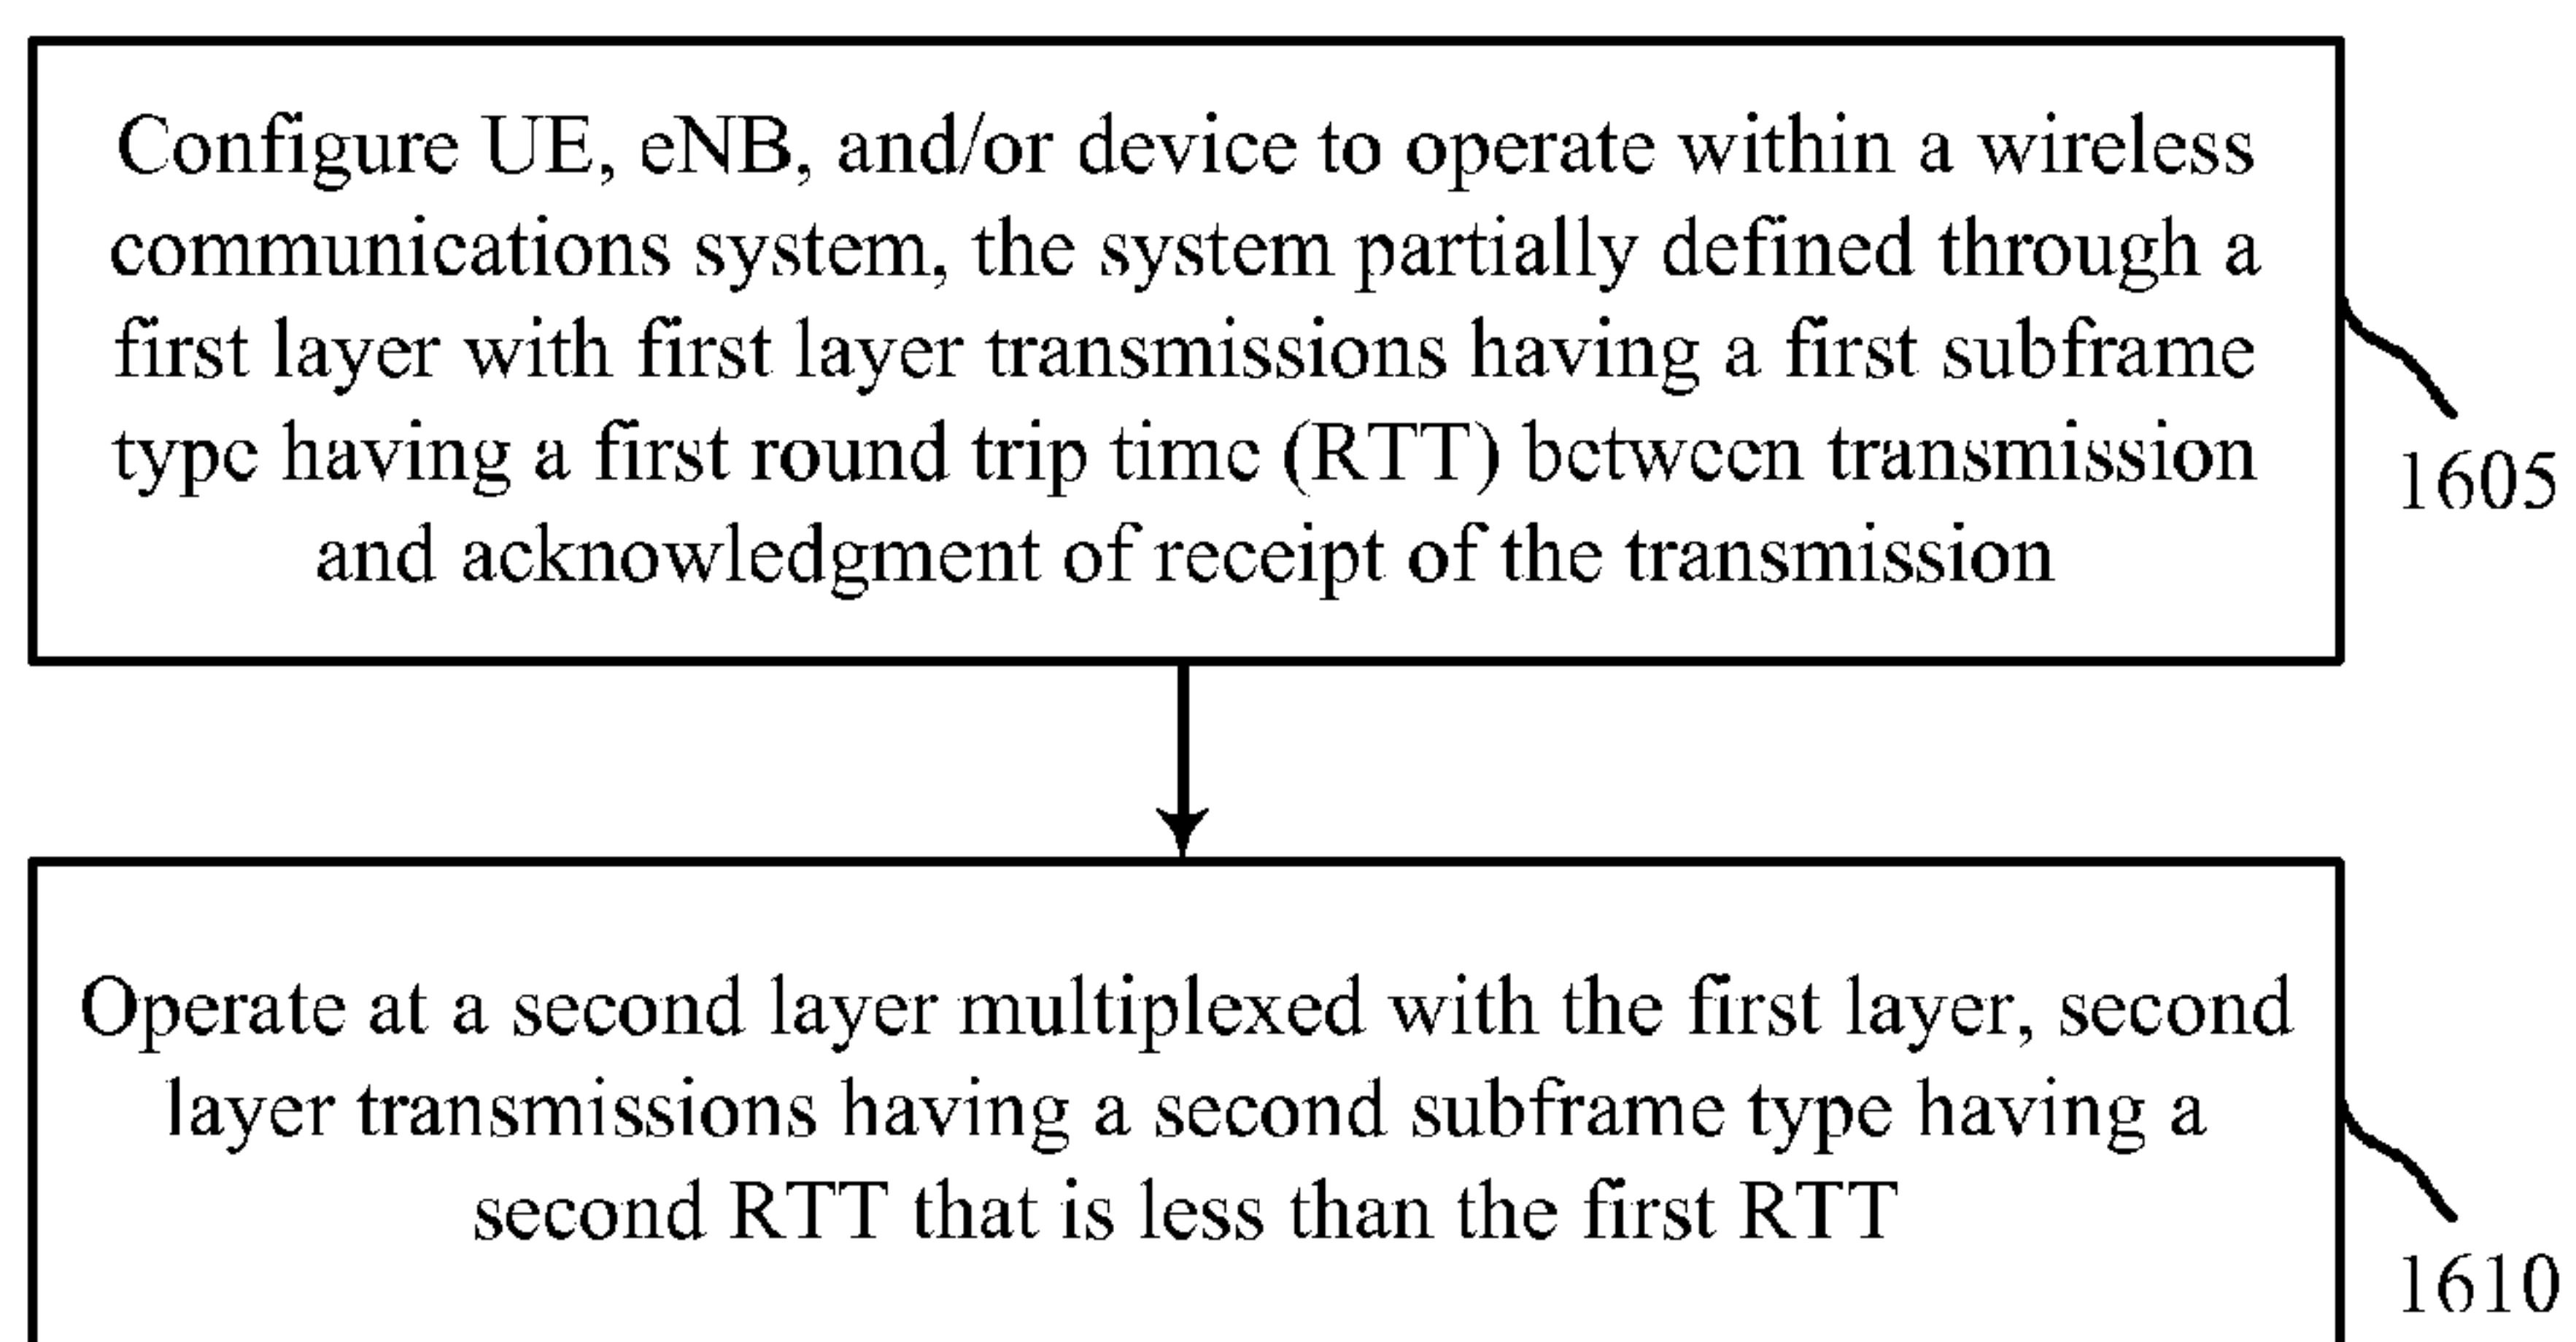 Configure UE, eNB, and/or device to operate within a wireless
communications system, the system partially defined through a
first layer with first layer transmissions having a first subframe
type having a first round trip time (RTT) between transmission
and acknowledgment of receipt of the transmission
1605
Operate at a second layer multiplexed with the first layer, second
layer transmissions having a second subframe type having a
second RTT that is less than the first RTT
1610